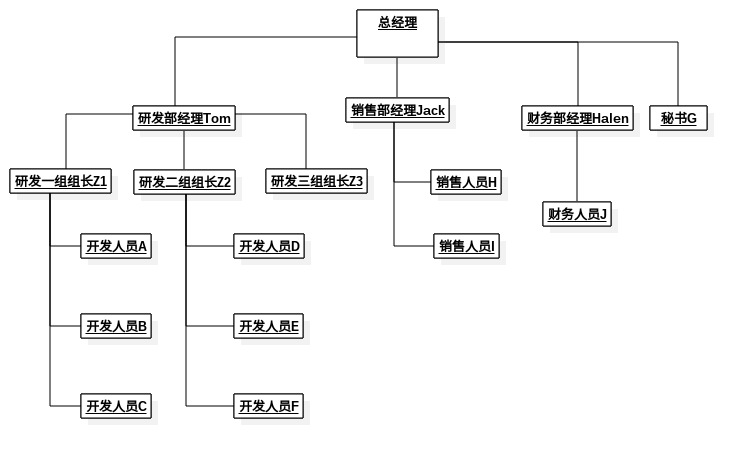 总经理
研发部经理Tom
销售部经理Jack
财务部经理Halen
秘书G
研发一组组长Z1
研发二组组长Z2
研发三组组长Z3
销售人员H
财务人员J
开发人员A
开发人员D
销售人员I
开发人员B
开发人员E
开发人员C
开发人员F